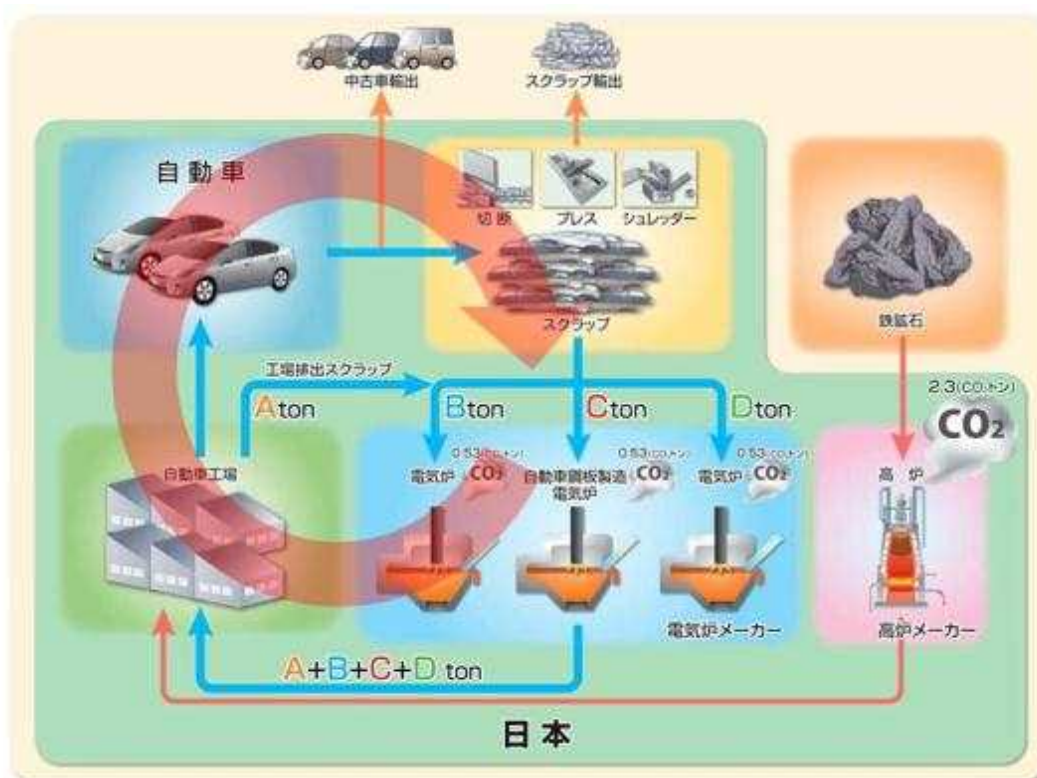 中古車輸出
スクラップ輸出
自動車
切断
プレス
シュレッダー
スクラップ
鉄鉱石
工場排出スクラップ
A ton
B ton
C ton
D ton
2.3(CO₂トン)
CO₂
自動車工場
電気炉
0.53(CO₂トン)
CO₂
自動車鋼板製造
電気炉
0.53(CO₂トン)
CO₂
電気炉
0.53(CO₂トン)
CO₂
高炉
電気炉メーカー
高炉メーカー
A+B+C+D ton
日本